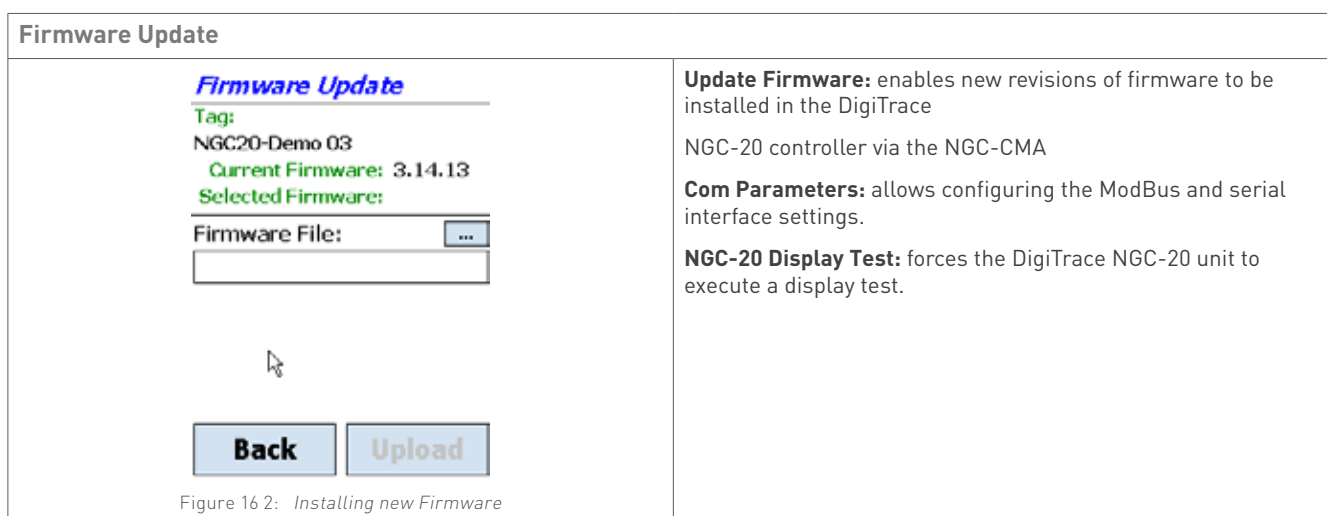 Firmware Update
Firmware Update
Tag:
NGC20-Demo 03
Current Firmware: 3.14.13
Selected Firmware:
Firmware File:
...
Back
Upload
Figure 16 2: Installing new Firmware
Update Firmware: enables new revisions of firmware to be
installed in the DigiTrace
NGC-20 controller via the NGC-CMA
Com Parameters: allows configuring the ModBus and serial
interface settings.
NGC-20 Display Test: forces the DigiTrace NGC-20 unit to
execute a display test.